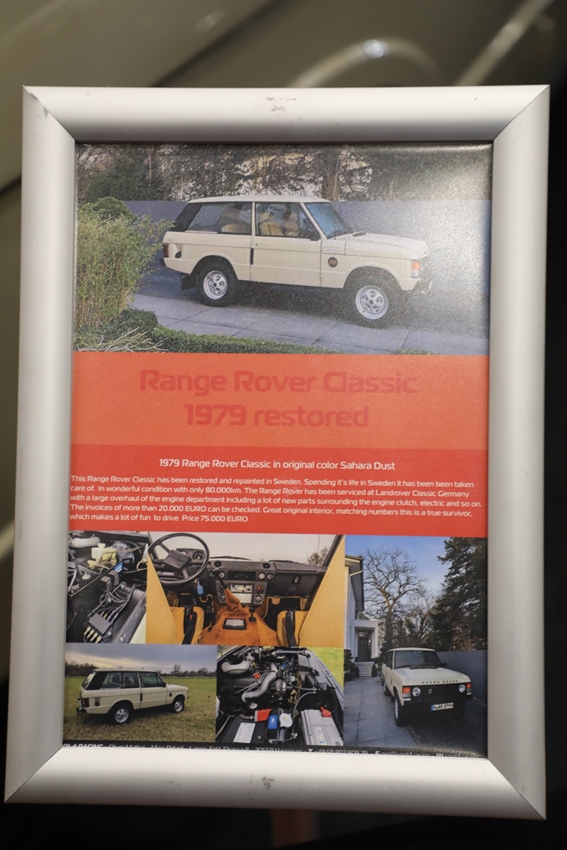 Range Rover Classic
1979 restored
1979 Range Rover Classic in original color Sahara Dust
This Range Rover Classic has been restored and repainted in Sweden. Spending it's life in Sweden it has been been taken
care of. In wonderful condition with only 80.000km. The Range Rover has been serviced at Landrover Classic Germany
with a large overhaul of the engine department including a lot of new parts surrounding the engine clutch, electric and so on.
The invoices of more than 20.000 EURO can be checked. Great original interior, matching numbers this is a true survivor,
which makes a lot of fun to drive Price 75.000 EURO
RANGE ROVER